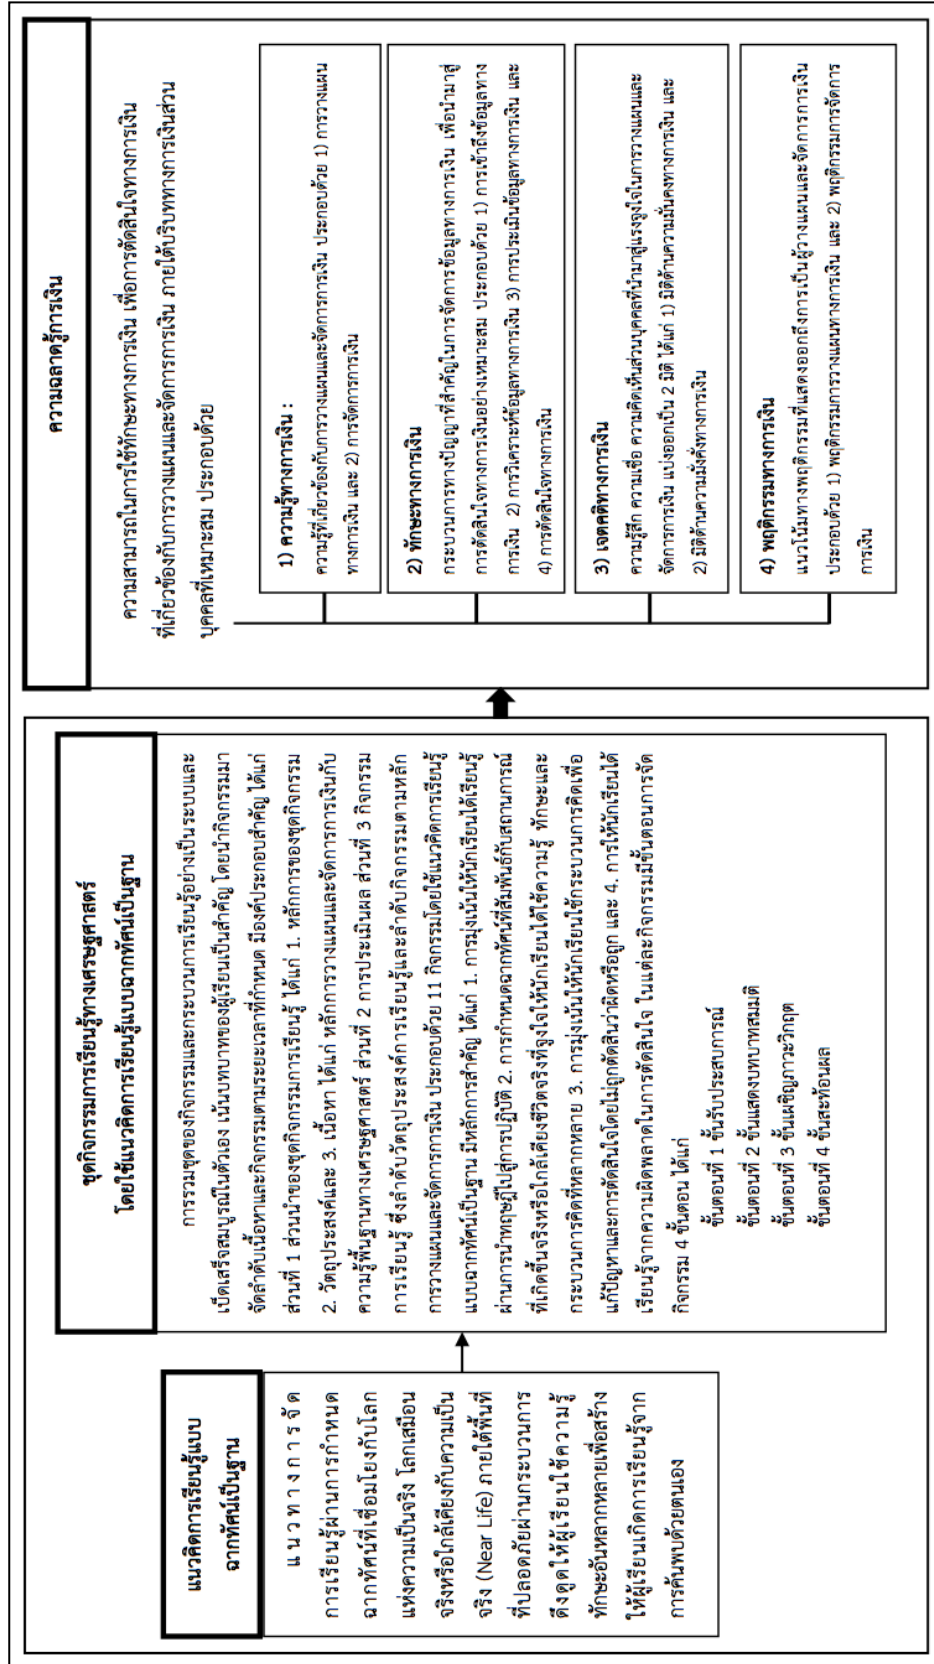 แนวคิดการเรียนรู้แบบ
ฉากทัศน์เป็นฐาน
แนวทางการจัด
การเรียนรู้ผ่านการกำหนด
ฉากทัศน์ที่เชื่อมโยงกับโลก
แห่งความเป็นจริง โลกเสมือน
จริงหรือใกล้เคียงกับความเป็น
จริง (Near Life) ภายใต้พื้นที่
ที่ปลอดภัยผ่านกระบวนการ
ดึงดูดให้ผู้เรียนใช้ความรู้
ทักษะอันหลากหลายเพื่อสร้าง
ให้ผู้เรียนเกิดการเรียนรู้จาก
การค้นพบด้วยตนเอง
ชุดกิจกรรมการเรียนรู้ทางเศรษฐศาสตร์
โดยใช้แนวคิดการเรียนรู้แบบฉากทัศน์เป็นฐาน
การรวมชุดของกิจกรรมและกระบวนการเรียนรู้อย่างเป็นระบบและ
เบ็ดเสร็จสมบูรณ์ในตัวเอง เน้นบทบาทของผู้เรียนเป็นสำคัญ โดยนำกิจกรรมมา
จัดลำดับเนื้อหาและกิจกรรมตามระยะเวลาที่กำหนด มีองค์ประกอบสำคัญ ได้แก่
ส่วนที่ 1 ส่วนนำของชุดกิจกรรมการเรียนรู้ ได้แก่ 1. หลักการของชุดกิจกรรม
2. วัตถุประสงค์และ 3. เนื้อหา ได้แก่ หลักการวางแผนและจัดการการเงินกับ
ความรู้พื้นฐานทางเศรษฐศาสตร์ ส่วนที่ 2 การประเมินผล ส่วนที่ 3 กิจกรรม
การเรียนรู้ ซึ่งลำดับวัตถุประสงค์การเรียนรู้และลำดับกิจกรรมตามหลัก
การวางแผนและจัดการการเงิน ประกอบด้วย 11 กิจกรรมโดยใช้แนวคิดการเรียนรู้
แบบฉากทัศน์เป็นฐาน มีหลักการสำคัญ ได้แก่ 1. การมุ่งเน้นให้นักเรียนได้เรียนรู้
ผ่านการนำทฤษฎีไปสู่การปฏิบัติ 2. การกำหนดฉากทัศน์ที่สัมพันธ์กับสถานการณ์
ที่เกิดขึ้นจริงหรือใกล้เคียงชีวิตจริงที่จูงใจให้นักเรียนได้ใช้ความรู้ ทักษะและ
กระบวนการคิดที่หลากหลาย 3. การมุ่งเน้นให้นักเรียนใช้กระบวนการคิดเพื่อ
แก้ปัญหาและการตัดสินใจโดยไม่ถูกตัดสินว่าผิดหรือถูก และ 4. การให้นักเรียนได้
เรียนรู้จากความผิดพลาดในการตัดสินใจ ในแต่ละกิจกรรมมีขั้นตอนการจัด
กิจกรรม 4 ขั้นตอน ได้แก่
ขั้นตอนที่ 1 ขั้นรับประสบการณ์
ขั้นตอนที่ 2 ขั้นแสดงบทบาทสมมติ
ขั้นตอนที่ 3 ขั้นเผชิญภาวะวิกฤต
ขั้นตอนที่ 4 ขั้นสะท้อนผล
ความฉลาดรู้การเงิน
ความสามารถในการใช้ทักษะทางการเงิน เพื่อการตัดสินใจทางการเงิน
ที่เกี่ยวข้องกับการวางแผนและจัดการการเงิน ภายใต้บริบททางการเงินส่วน
บุคคลที่เหมาะสม ประกอบด้วย
1) ความรู้ทางการเงิน :
ความรู้ที่เกี่ยวข้องกับการวางแผนและจัดการการเงิน ประกอบด้วย 1) การวางแผน
ทางการเงิน และ 2) การจัดการการเงิน
2) ทักษะทางการเงิน
กระบวนการทางปัญญาที่สำคัญในการจัดการข้อมูลทางการเงิน เพื่อนำมาสู่
การตัดสินใจทางการเงินอย่างเหมาะสม ประกอบด้วย 1) การเข้าถึงข้อมูลทาง
การเงิน 2) การวิเคราะห์ข้อมูลทางการเงิน 3) การประเมินข้อมูลทางการเงิน และ
4) การตัดสินใจทางการเงิน
3) เจตคติทางการเงิน
ความรู้สึก ความเชื่อ ความคิดเห็นส่วนบุคคลที่นำมาสู่แรงจูงใจในการวางแผนและ
จัดการการเงิน แบ่งออกเป็น 2 มิติ ได้แก่ 1) มิติด้านความมั่นคงทางการเงิน และ
2) มิติด้านความมั่งคั่งทางการเงิน
4) พฤติกรรมทางการเงิน
แนวโน้มทางพฤติกรรมที่แสดงออกถึงการเป็นผู้วางแผนและจัดการการเงิน
ประกอบด้วย 1) พฤติกรรมการวางแผนทางการเงิน และ 2) พฤติกรรมการจัดการ
การเงิน